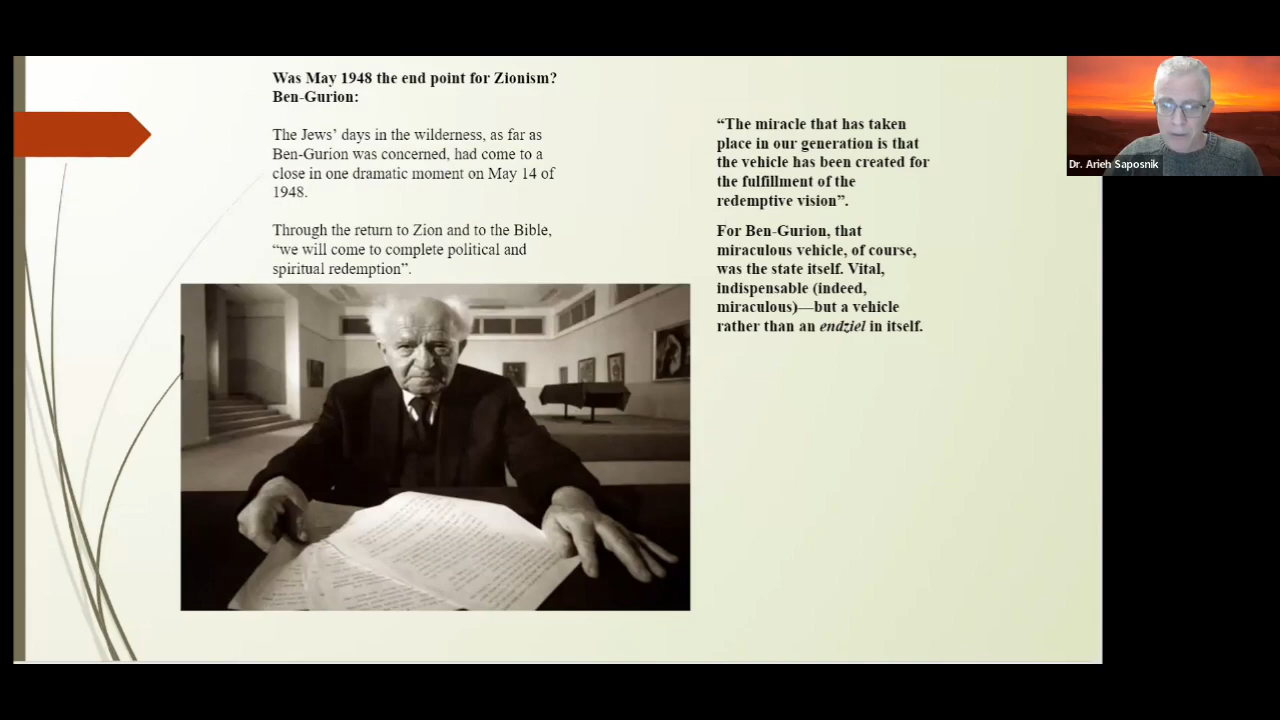 Was May 1948 the end point for Zionism?
Ben-Gurion:
The Jews’ days in the wilderness, as far as
Ben-Gurion was concerned, had come to a
close in one dramatic moment on May 14 of
1948.
Through the return to Zion and to the Bible,
“we will come to complete political and
spiritual redemption”.
“The miracle that has taken
place in our generation is that
the vehicle has been created for
the fulfillment of the
redemptive vision”.
For Ben-Gurion, that
miraculous vehicle, of course,
was the state itself. Vital,
indispensable (indeed,
miraculous)—but a vehicle
rather than an endziel in itself.
Dr. Arieh Saposnik